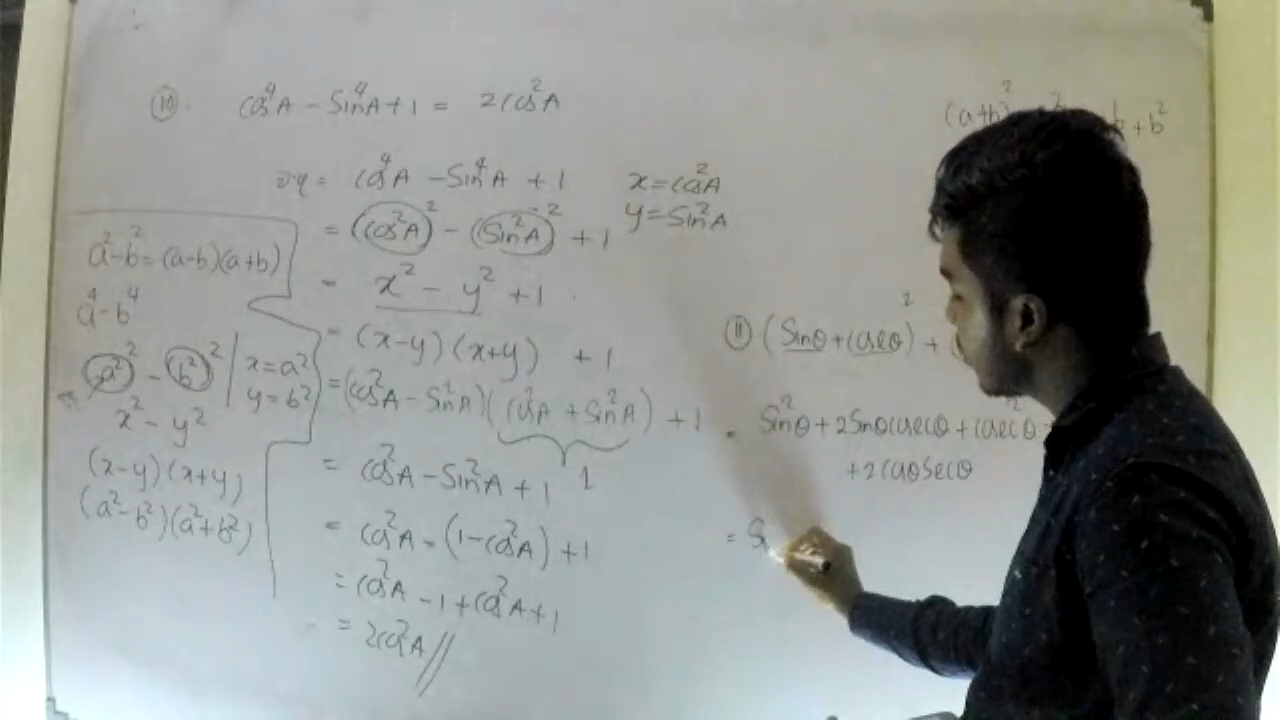 ⑩. cos⁴A - Sin⁴A + 1 = 2cos²A
= cos⁴A - Sin⁴A + 1
= (cos²A)² - (Sin²A)² + 1
= x² - y² + 1
= (x-y)(x+y) + 1
= (cos²A - Sin²A)(cos²A + Sin²A) + 1
1
= cos²A - Sin²A + 1
= cos²A - (1 - cos²A) + 1
= cos²A - 1 + cos²A + 1
= 2cos²A //
x = cos²A
y = Sin²A
a² - b² = (a-b)(a+b)
a⁴ - b⁴
(a²)² - (b²)²
x = a²
y = b²
x² - y²
(x-y)(x+y)
(a² - b²)(a² + b²)
(a+b)² + b²
⑪ (Sinθ + cosecθ)² +
= Sin²θ + 2Sinθcosecθ + cosec²θ
+ 2cosθsecθ
= S